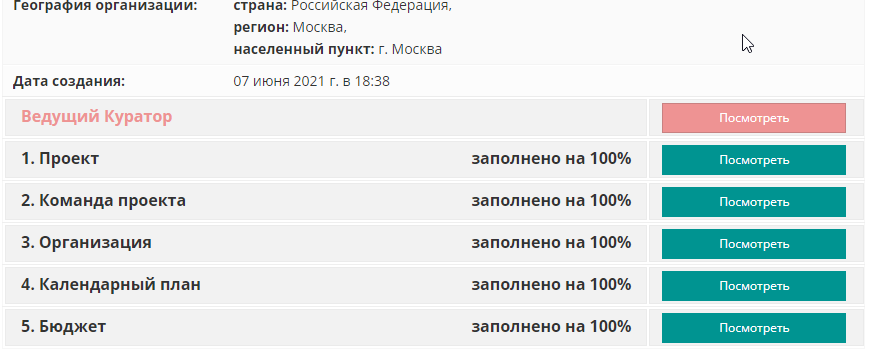 География организации: страна: Российская Федерация,
регион: Москва,
населенный пункт: г. Москва
Дата создания: 07 июня 2021 г. в 18:38
Ведущий Куратор Посмотреть
1. Проект заполнено на 100% Посмотреть
2. Команда проекта заполнено на 100% Посмотреть
3. Организация заполнено на 100% Посмотреть
4. Календарный план заполнено на 100% Посмотреть
5. Бюджет заполнено на 100% Посмотреть